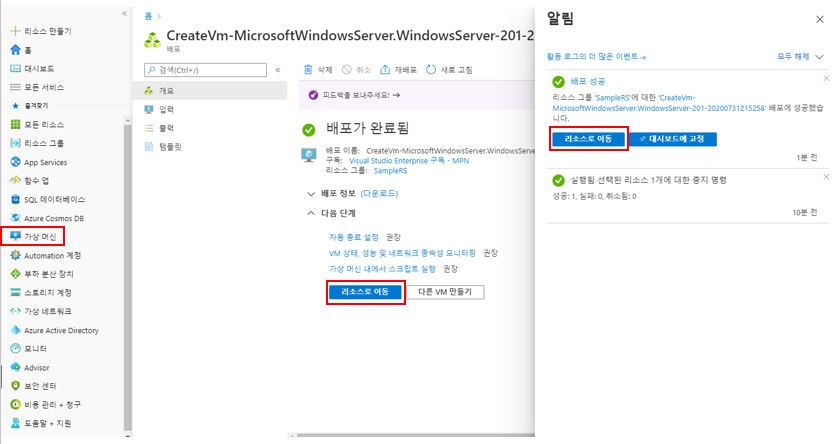 «
리소스 만들기
홈
대시보드
모든 서비스
즐겨찾기
모든 리소스
리소스 그룹
App Services
함수 앱
SQL 데이터베이스
Azure Cosmos DB
가상 머신
Automation 계정
부하 분산 장치
스토리지 계정
가상 네트워크
Azure Active Directory
모니터
Advisor
보안 센터
비용 관리 + 청구
도움말 + 지원
홈 >
CreateVm-MicrosoftWindowsServer.WindowsServer-201-2
배포
검색(Ctrl+/)
«
개요
입력
출력
템플릿
삭제 취소 재배포 새로 고침
피드백을 보내주세요! →
배포가 완료됨
배포 이름: CreateVm-MicrosoftWindowsServer.WindowsServer
구독: Visual Studio Enterprise 구독 - MPN
리소스 그룹: SampleRS
배포 정보 (다운로드)
다음 단계
자동 종료 설정 권장
VM 상태, 성능 및 네트워크 종속성 모니터링 권장
가상 머신 내에서 스크립트 실행 권장
리소스로 이동 다른 VM 만들기
알림
활동 로그의 더 많은 이벤트→ 모두 해제
배포 성공
리소스 그룹 'SampleRS'에 대한 'CreateVm-
MicrosoftWindowsServer.WindowsServer-201-20200731215258' 배포에 성공했습
니다.
리소스로 이동 대시보드에 고정
1분 전
실행됨 선택된 리소스 1개에 대한 중지 명령
성공: 1, 실패: 0, 취소됨: 0
10분 전